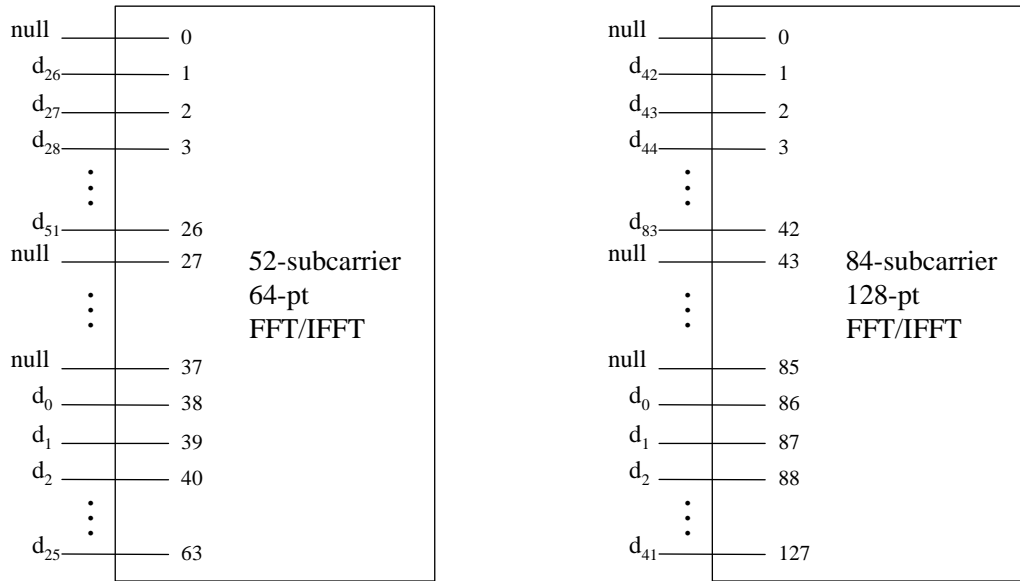 null 0
d26 1
d27 2
d28 3
d51 26
null 27
52-subcarrier
64-pt
FFT/IFFT
null 37
d0 38
d1 39
d2 40
d25 63
null 0
d42 1
d43 2
d44 3
d83 42
null 43
84-subcarrier
128-pt
FFT/IFFT
null 85
d0 86
d1 87
d2 88
d41 127